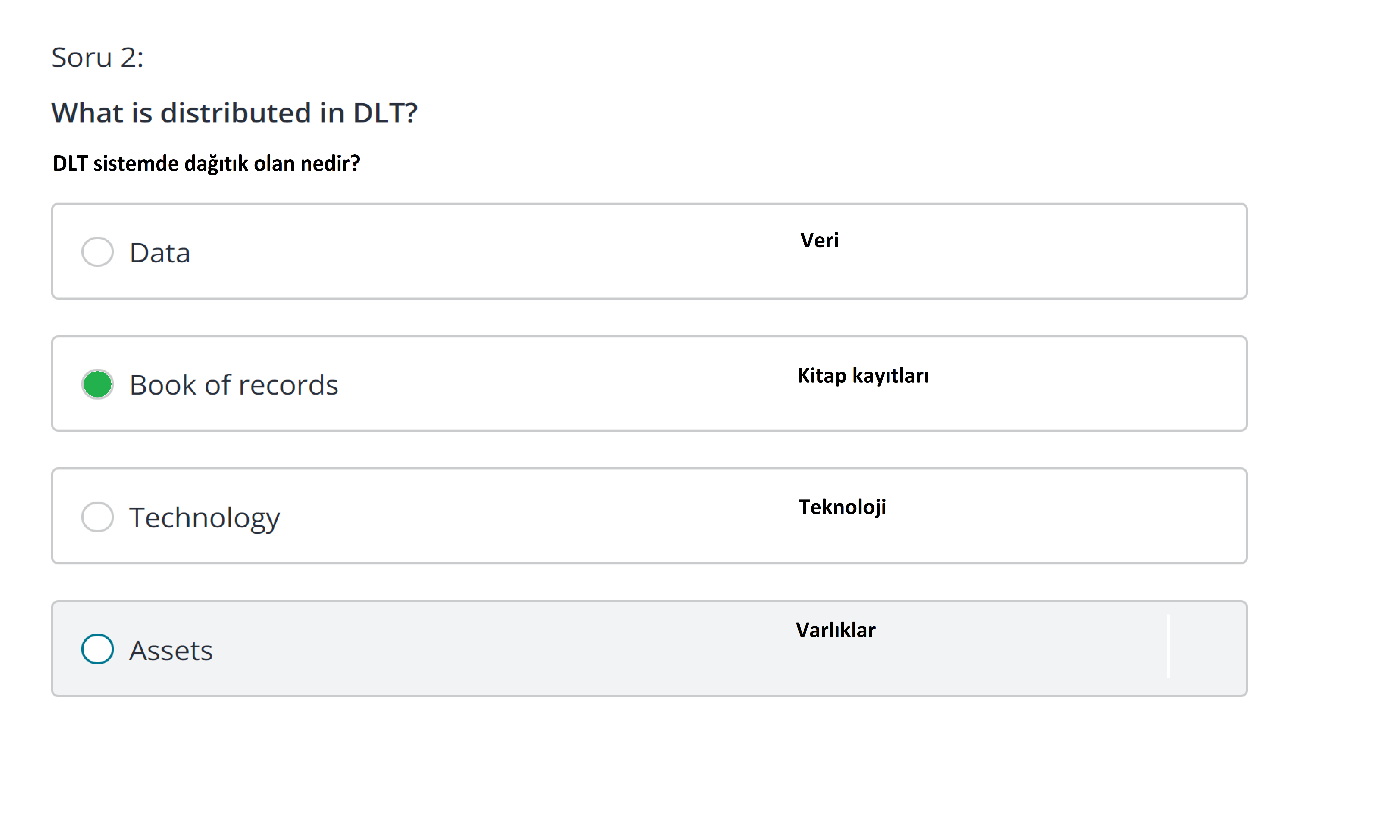 Soru 2:
What is distributed in DLT?
DLT sistemde dağıtık olan nedir?
Data
Veri
Book of records
Kitap kayıtları
Technology
Teknoloji
Assets
Varlıklar